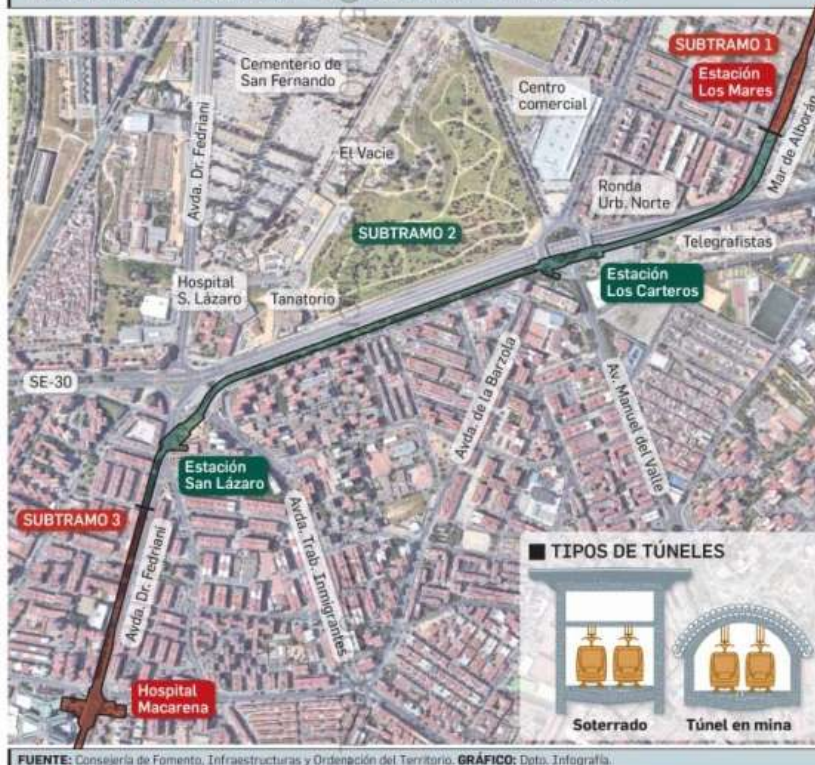 SUBTRAMO 1
Estación
Los Mares
Cementerio de
San Fernando
Centro
comercial
Avda. Dr. Fedriani
El Vacie
Mar de Alborán
Ronda
Urb. Norte
SUBTRAMO 2
Telegrafistas
Hospital
S. Lázaro
Tanatorio
Estación
Los Carteros
SE-30
Avda. de la Barzola
Av. Manuel del Valle
Estación
San Lázaro
SUBTRAMO 3
Avda. Dr. Fedriani
Avda. Trab. Inmigrantes
TIPOS DE TÚNELES
Soterrado
Túnel en mina
Hospital
Macarena
FUENTE: Consejería de Fomento, Infraestructuras y Ordenación del Territorio. GRÁFICO: Dpto. Infografía.